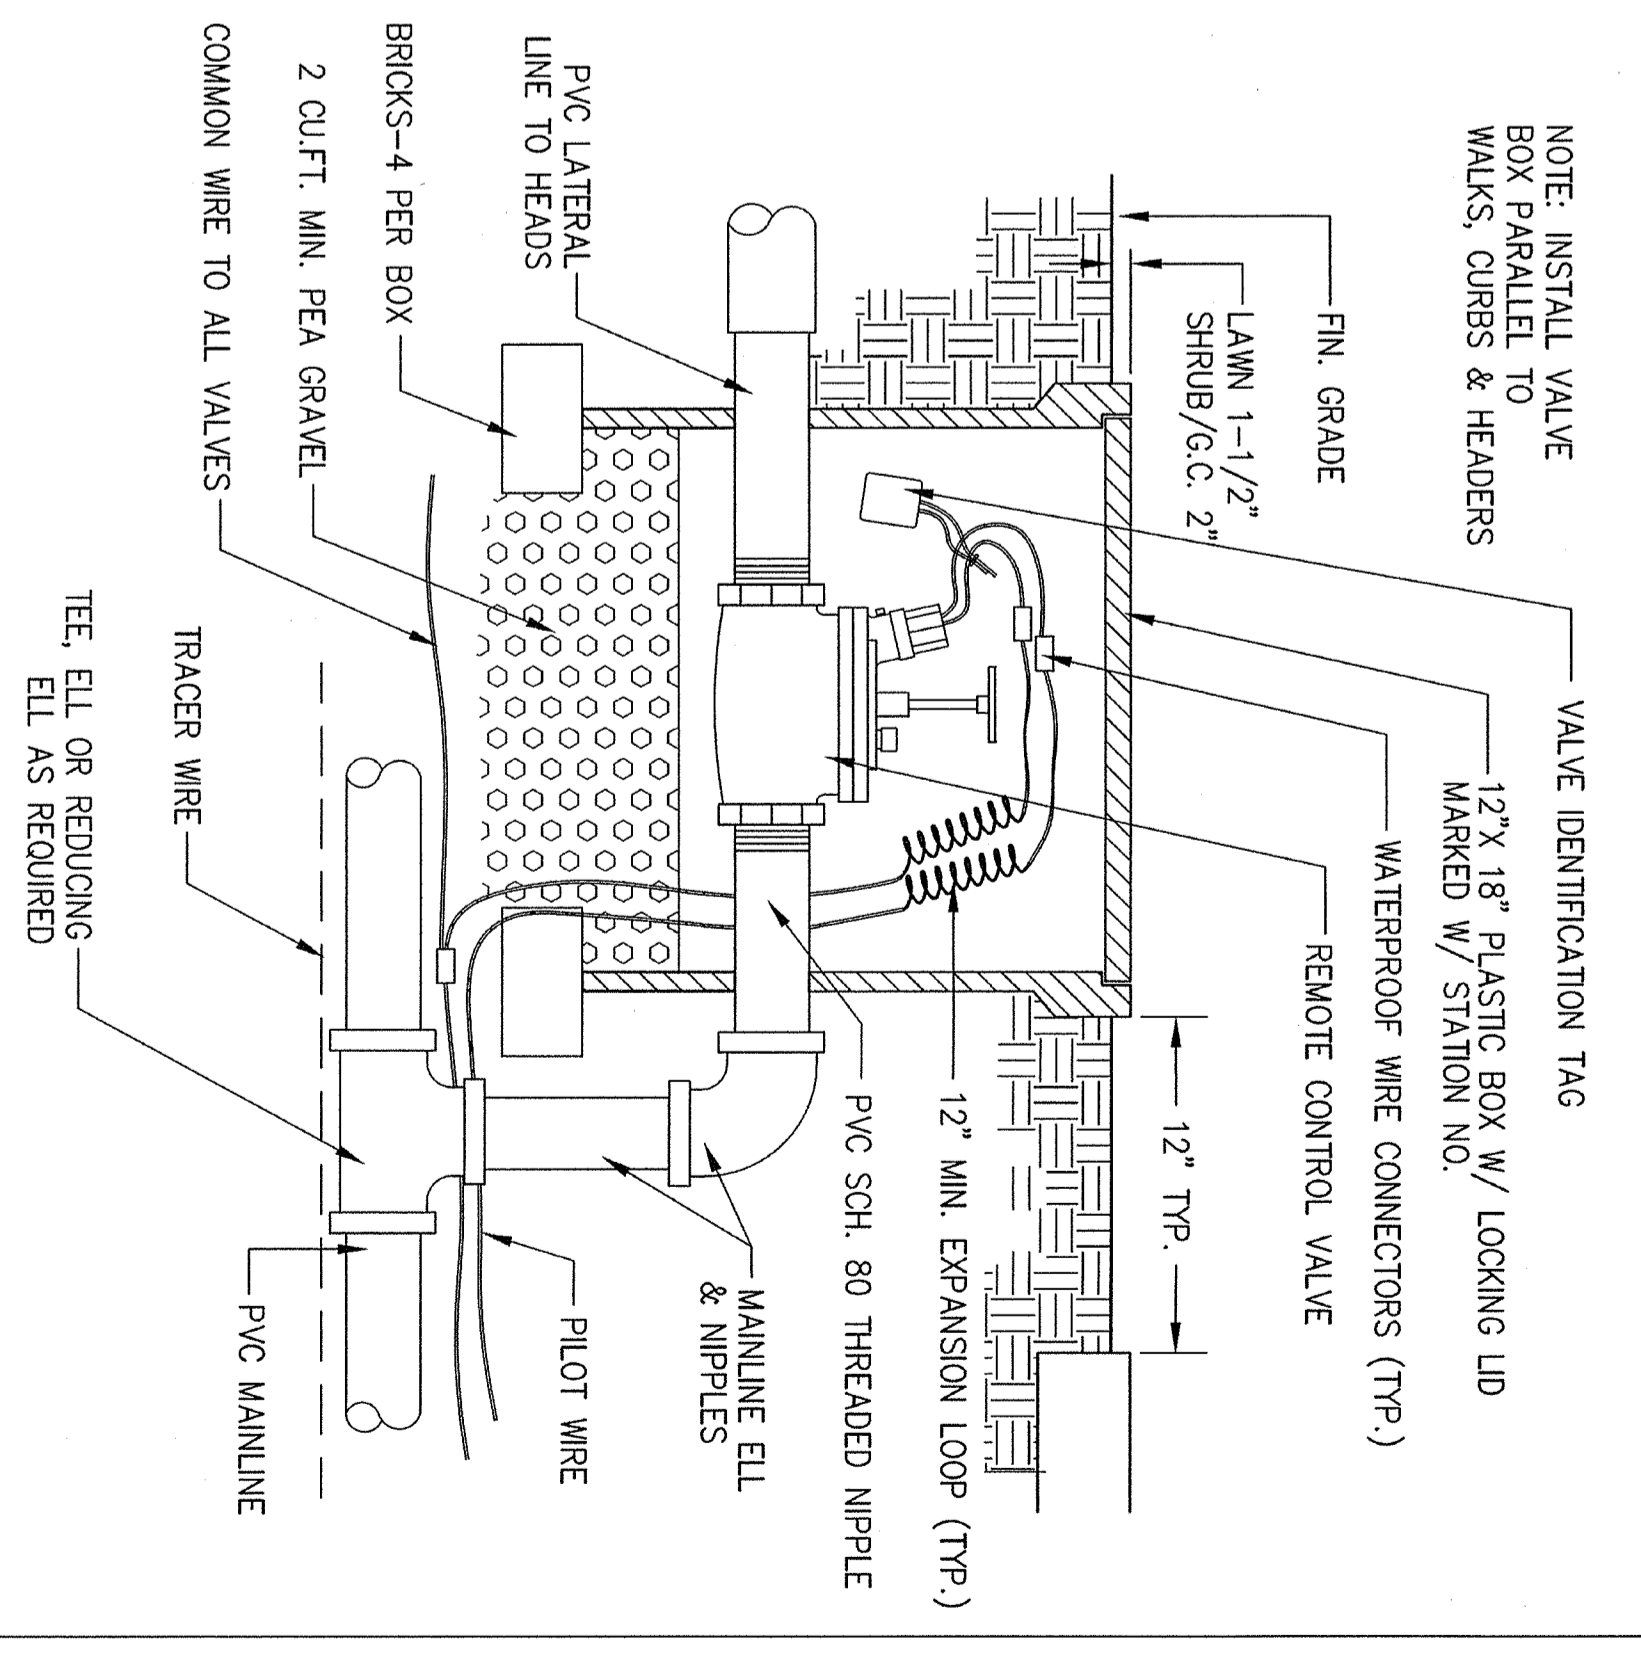 NOTE: INSTALL VALVE
BOX PARALLEL TO
WALKS, CURBS & HEADERS
VALVE IDENTIFICATION TAG
12"X 18" PLASTIC BOX W/ LOCKING LID
MARKED W/ STATION NO.
WATERPROOF WIRE CONNECTORS (TYP.)
REMOTE CONTROL VALVE
FIN. GRADE
LAWN 1-1/2"
SHRUB/G.C. 2"
12" TYP.
12" MIN. EXPANSION LOOP (TYP.)
PVC SCH. 80 THREADED NIPPLE
MAINLINE ELL
& NIPPLES
PILOT WIRE
PVC MAINLINE
PVC LATERAL
LINE TO HEADS
BRICKS-4 PER BOX
2 CU.FT. MIN. PEA GRAVEL
COMMON WIRE TO ALL VALVES
TRACER WIRE
TEE, ELL OR REDUCING
ELL AS REQUIRED